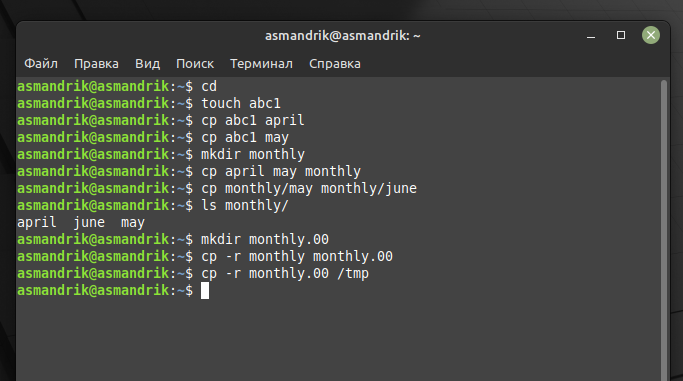 asmandrik@asmandrik: ~
Файл Правка Вид Поиск Терминал Справка
asmandrik@asmandrik:~$ cd
asmandrik@asmandrik:~$ touch abc1
asmandrik@asmandrik:~$ cp abc1 april
asmandrik@asmandrik:~$ cp abc1 may
asmandrik@asmandrik:~$ mkdir monthly
asmandrik@asmandrik:~$ cp april may monthly
asmandrik@asmandrik:~$ cp monthly/may monthly/june
asmandrik@asmandrik:~$ ls monthly/
april  june  may
asmandrik@asmandrik:~$ mkdir monthly.00
asmandrik@asmandrik:~$ cp -r monthly monthly.00
asmandrik@asmandrik:~$ cp -r monthly.00 /tmp
asmandrik@asmandrik:~$